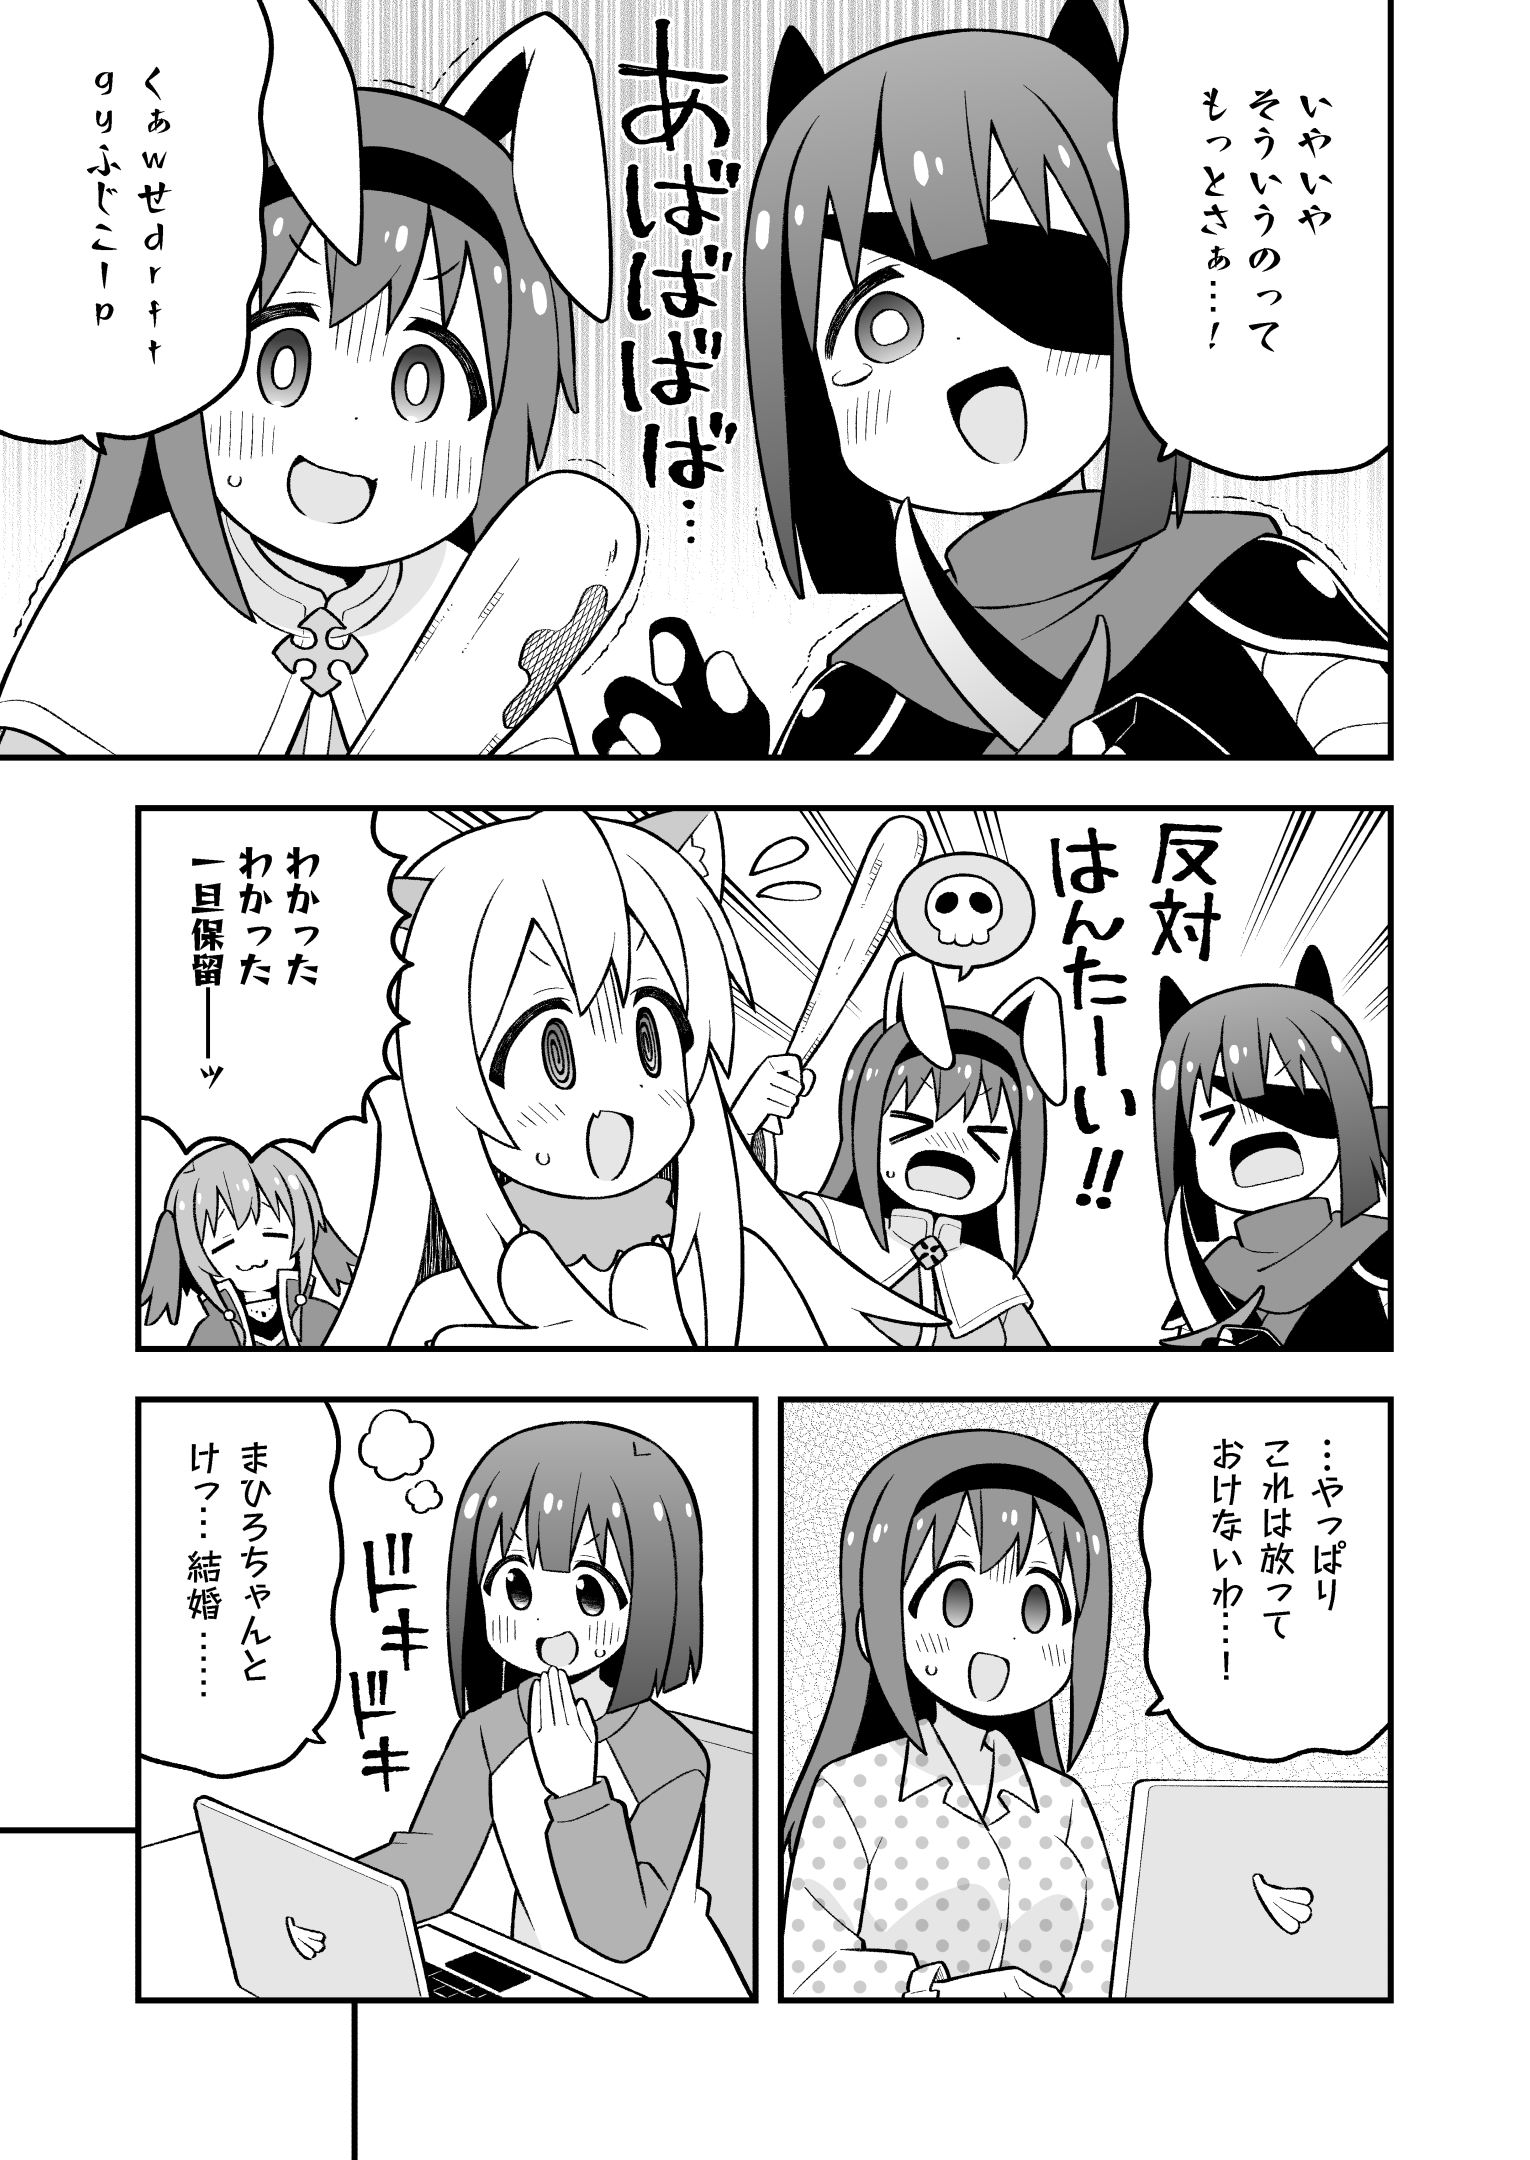 いやいや
そういうのって
もっとさぁ…!
あばばばば…
くぁwせdrft
gyふじこーp
反対
はんたーい!!
わかった
わかった
一旦保留――ッ
…やっぱり
これは放って
おけないわ…!
ドキドキ
まひろちゃんと
けっ…結婚……